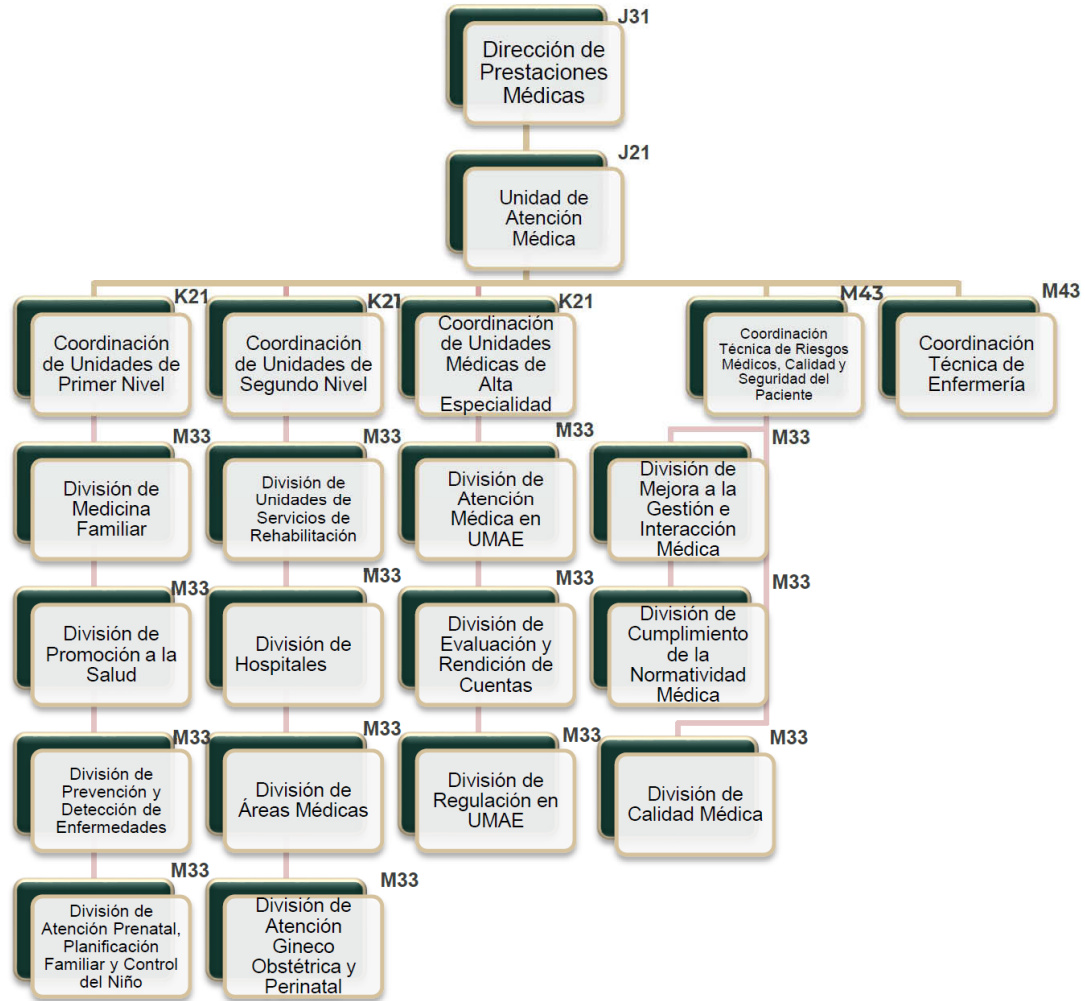 J31
Dirección de
Prestaciones
Médicas
J21
Unidad de
Atención
Médica
K21
Coordinación
de Unidades de
Primer Nivel
K21
Coordinación
de Unidades de
Segundo Nivel
K21
Coordinación
de Unidades
Médicas de
Alta
Especialidad
M43
Coordinación
Técnica de Riesgos
Médicos, Calidad y
Seguridad del
Paciente
M43
Coordinación
Técnica de
Enfermería
M33
División de
Medicina
Familiar
M33
División de
Unidades de
Servicios de
Rehabilitación
M33
División de
Atención
Médica en
UMAE
M33
División de
Mejora a la
Gestión e
Interacción
Médica
M33
División de
Promoción a la
Salud
M33
División de
Hospitales
M33
División de
Evaluación y
Rendición de
Cuentas
M33
División de
Cumplimiento
de la
Normatividad
Médica
M33
División de
Prevención y
Detección de
Enfermedades
M33
División de
Áreas Médicas
M33
División de
Regulación en
UMAE
M33
División de
Calidad Médica
M33
División de
Atención Prenatal,
Planificación
Familiar y Control
del Niño
M33
División de
Atención
Gineco
Obstétrica y
Perinatal